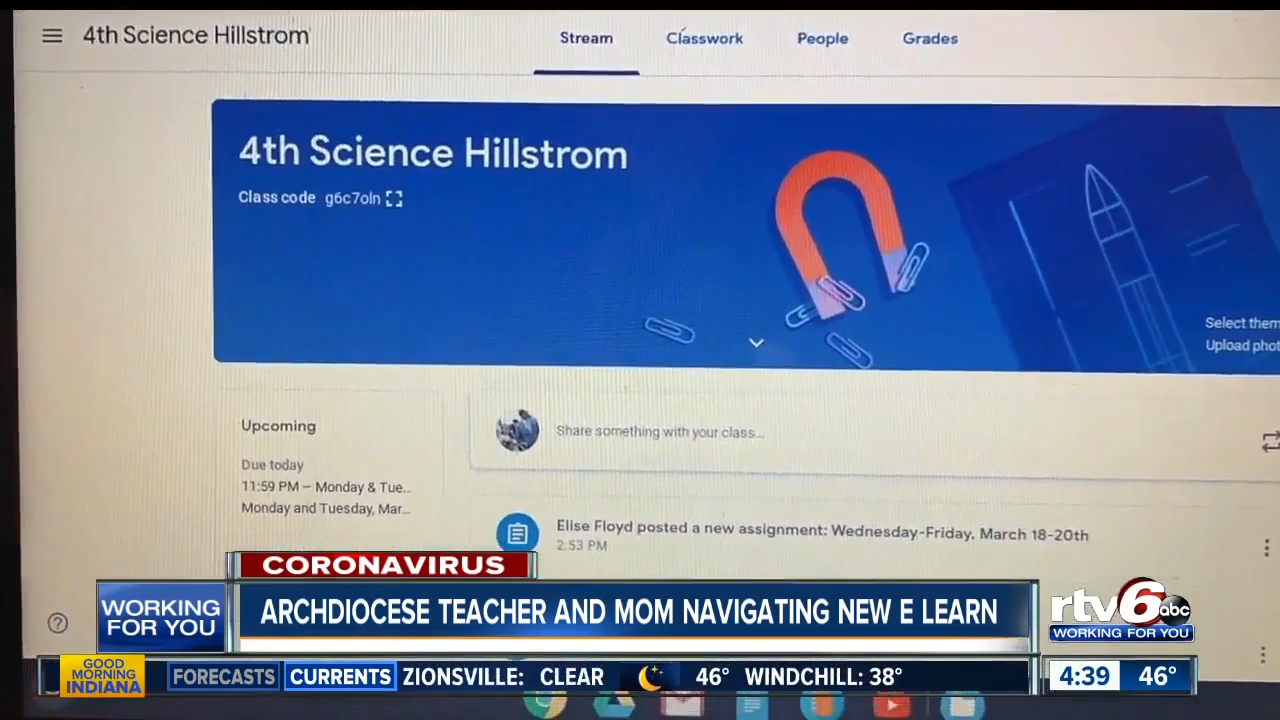 4th Science Hillstrom
Stream Classwork People Grades
4th Science Hillstrom
Class code g6c7oln
Select them
Upload phot
Upcoming
Due today
11:59 PM – Monday & Tue...
Monday and Tuesday, Mar...
Share something with your class...
Elise Floyd posted a new assignment: Wednesday-Friday, March 18-20th
2:53 PM
CORONAVIRUS
WORKING FOR YOU
ARCHDIOCESE TEACHER AND MOM NAVIGATING NEW E LEARN
rtv6 abc
WORKING FOR YOU
GOOD MORNING INDIANA
FORECASTS CURRENTS ZIONSVILLE: CLEAR 46° WINDCHILL: 38°
4:39 46°